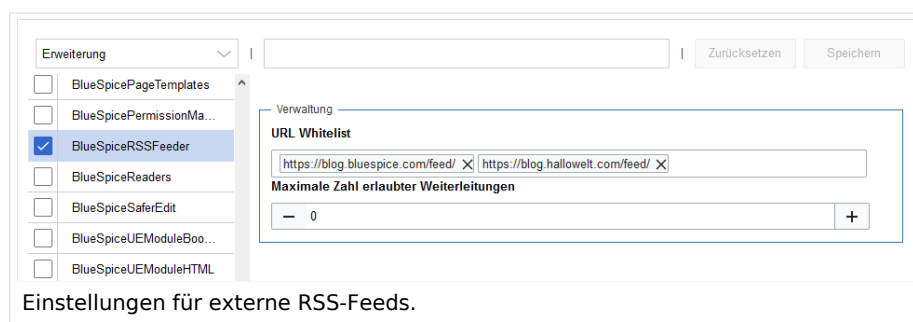 Erweiterung | | Zurücksetzen Speichern
BlueSpicePageTemplates
BlueSpicePermissionMa...
BlueSpiceRSSFeeder
BlueSpiceReaders
BlueSpiceSaferEdit
BlueSpiceUEModuleBoo...
BlueSpiceUEModuleHTML
Verwaltung
URL Whitelist
https://blog.bluespice.com/feed/ https://blog.hallowelt.com/feed/
Maximale Zahl erlaubter Weiterleitungen
0
Einstellungen für externe RSS-Feeds.